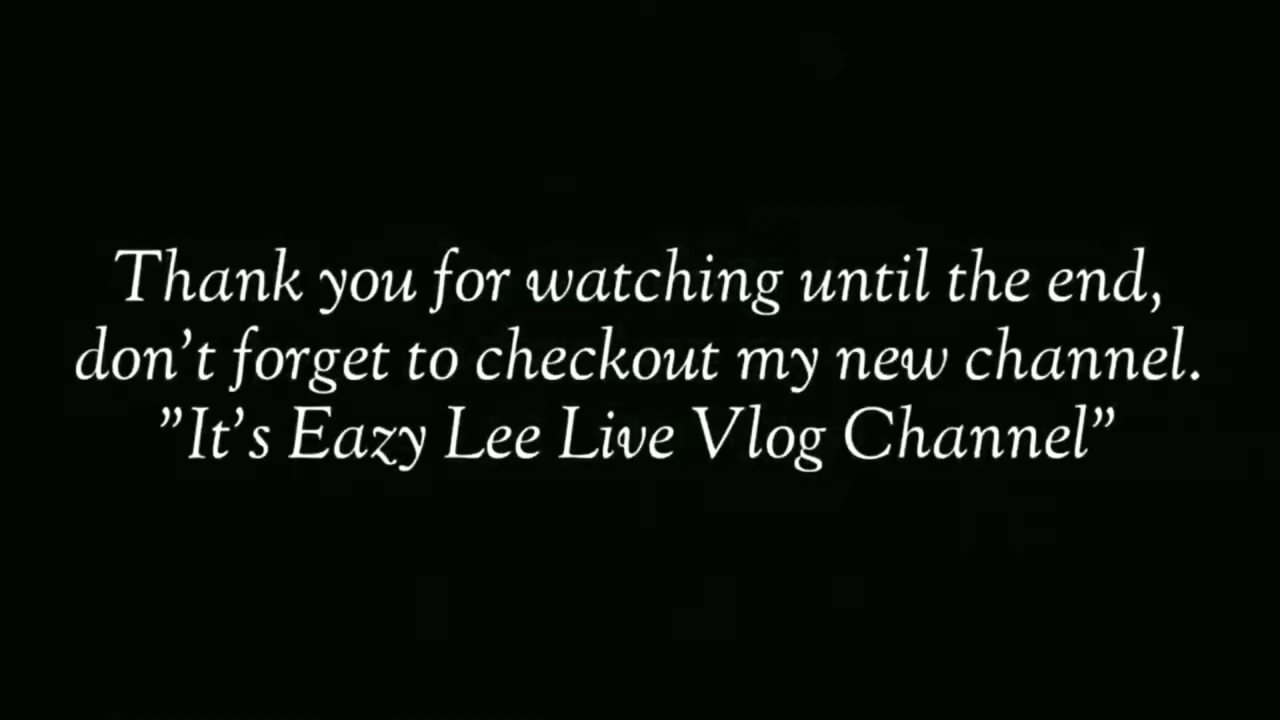 Thank you for watching until the end,
don’t forget to checkout my new channel.
”It’s Eazy Lee Live Vlog Channel”